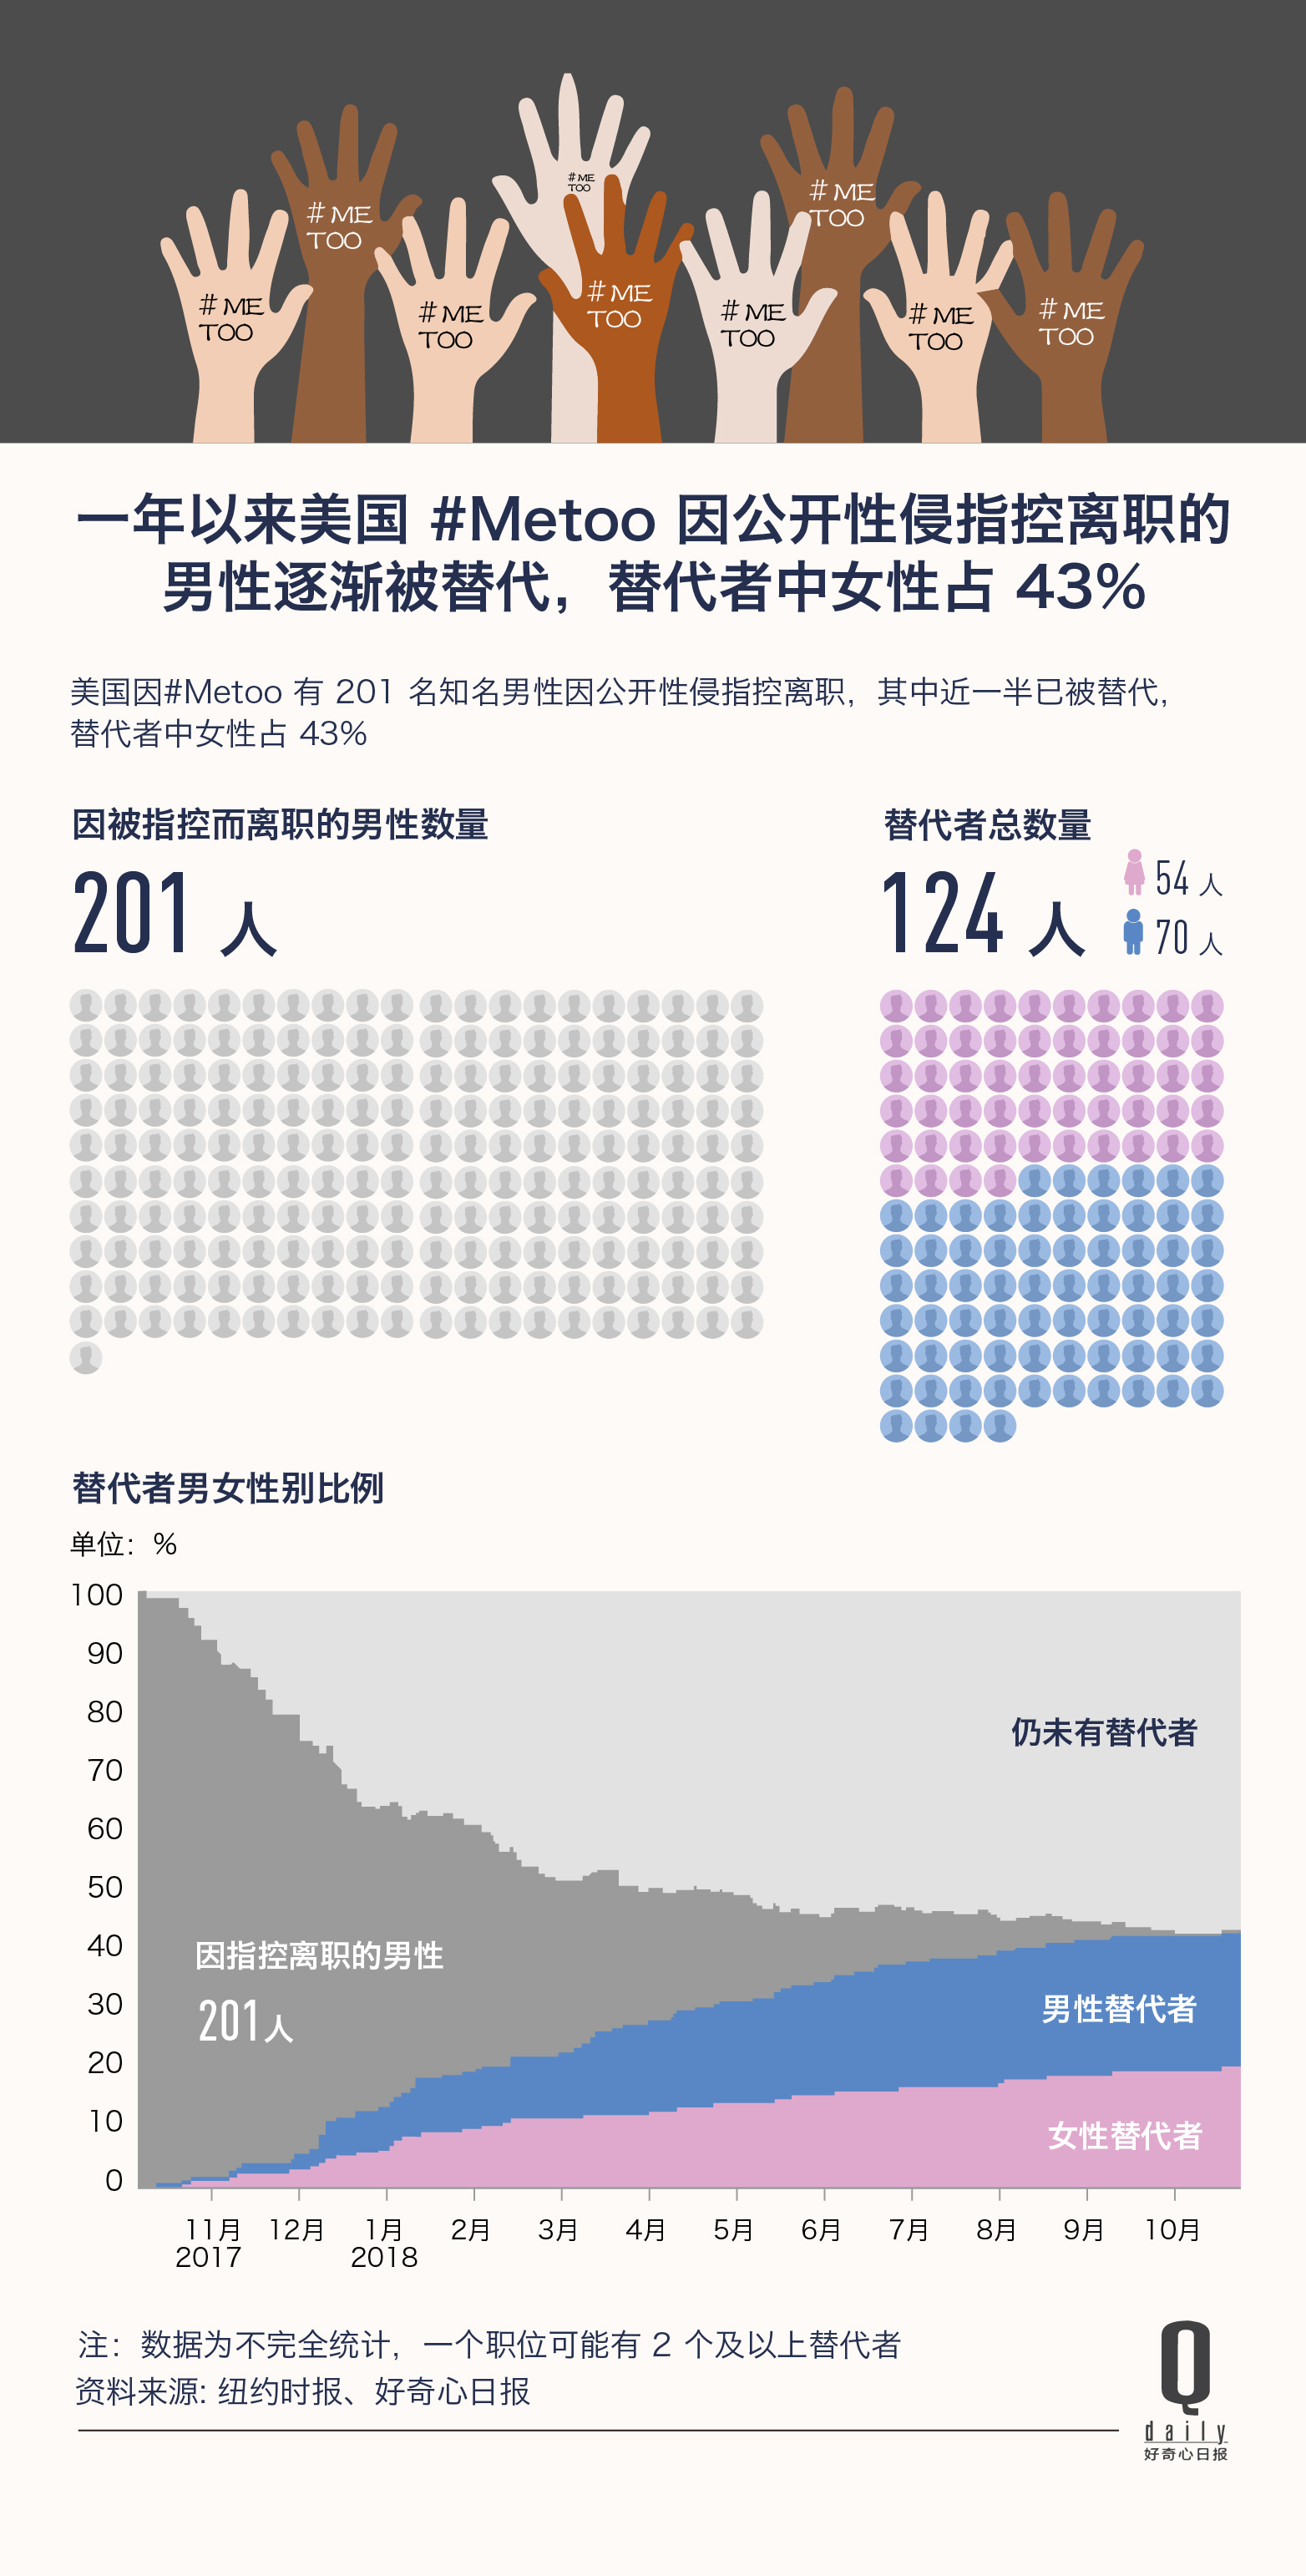 # ME
TOO
# ME
TOO
# ME
TOO
# ME
TOO
# ME
TOO
# ME
TOO
# ME
TOO
# ME
TOO
# ME
TOO
一年以来美国 #Metoo 因公开性侵指控离职的
男性逐渐被替代，替代者中女性占 43%
美国因#Metoo 有 201 名知名男性因公开性侵指控离职，其中近一半已被替代，
替代者中女性占 43%
因被指控而离职的男性数量
201 人
替代者总数量
124 人
54 人
70 人
替代者男女性别比例
单位：%
100
90
80
70
60
50
40
30
20
10
0
仍未有替代者
因指控离职的男性
201人
男性替代者
女性替代者
11月 12月 1月 2月 3月 4月 5月 6月 7月 8月 9月 10月
2017 2018
注：数据为不完全统计，一个职位可能有 2 个及以上替代者
资料来源: 纽约时报、好奇心日报
Q
daily
好奇心日报